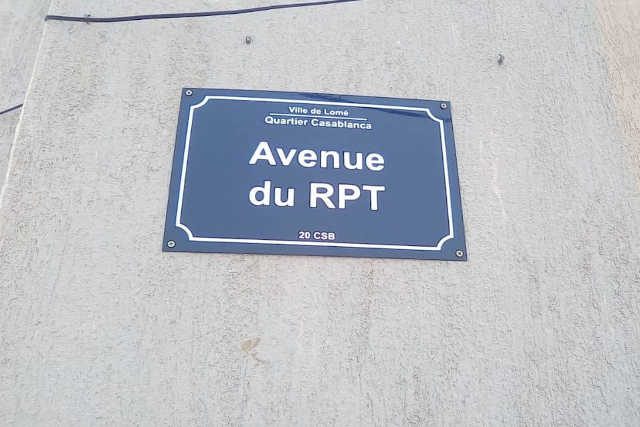 Ville de Lomé
Quartier Casablanca
Avenue
du RPT
20 CSB